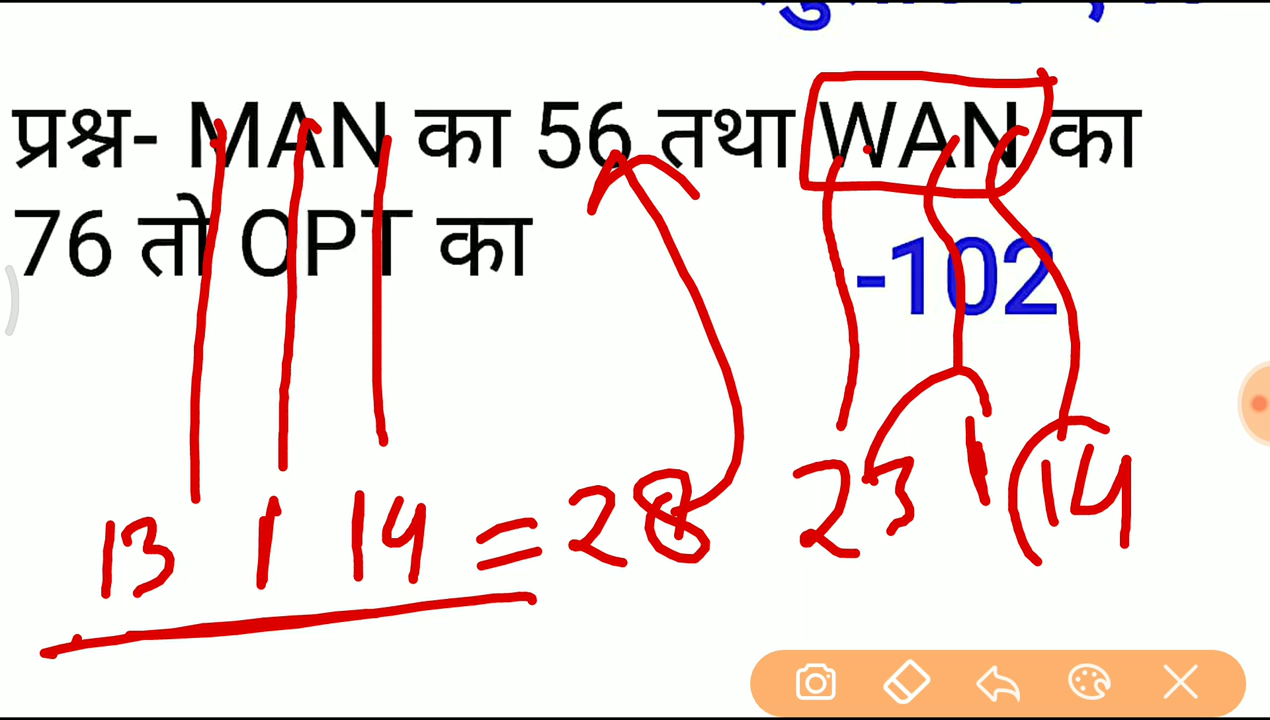 प्रश्न- MAN का 56 तथा WAN का
76 तो OPT का -102
13 1 14 = 28 23 1 14